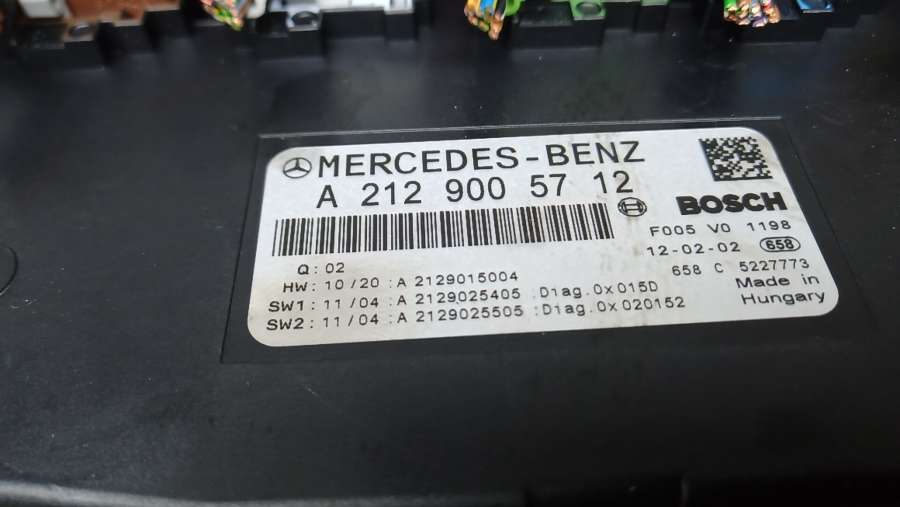 MERCEDES-BENZ
A 212 900 57 12
BOSCH
F005 V0 1198
12-02-02 658
658 C 5227773
Made in
Hungary
Q: 02
HW: 10/20 :A 2129015004
SW1: 11/04 :A 2129025405 :Diag.0x015D
SW2: 11/04 :A 2129025505 :Diag.0x020152